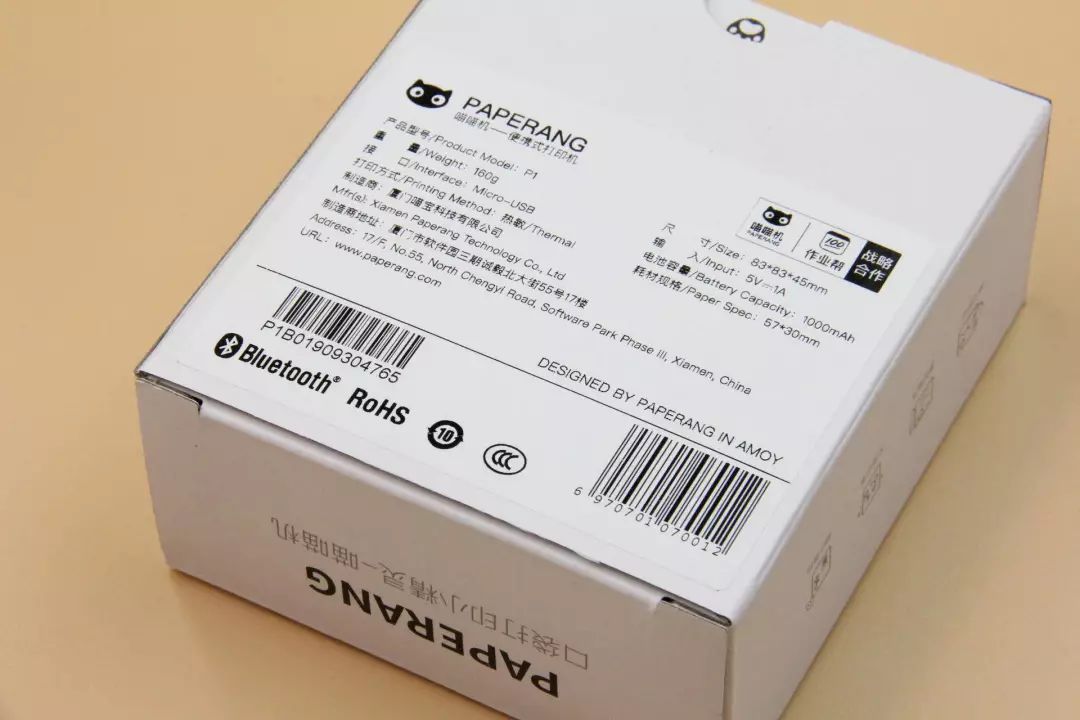 PAPERANG
喵喵机——便携式打印机
产品型号/Product Model: P1
重 量/Weight: 160g
接 口/Interface: Micro-USB
打印方式/Printing Method: 热敏/Thermal
制造商: 厦门喵宝科技有限公司
Mfr(s): Xiamen Paperang Technology Co., Ltd
制造商地址: 厦门市软件园三期诚毅北大街55号17楼
Address: 17/F, No.55, North Chengyi Road, Software Park Phase III, Xiamen, China
URL: www.paperang.com
喵喵机
PAPERANG
100
作业帮
战略
合作
尺 寸/Size: 83*83*45mm
输 入/Input: 5V⎓1A
电池容量/Battery Capacity: 1000mAh
耗材规格/Paper Spec: 57*30mm
P1B01909304765
DESIGNED BY PAPERANG IN AMOY
Bluetooth® RoHS
10
CCC
6 970701 070012
PAPERANG
口袋打印小精灵-喵喵机